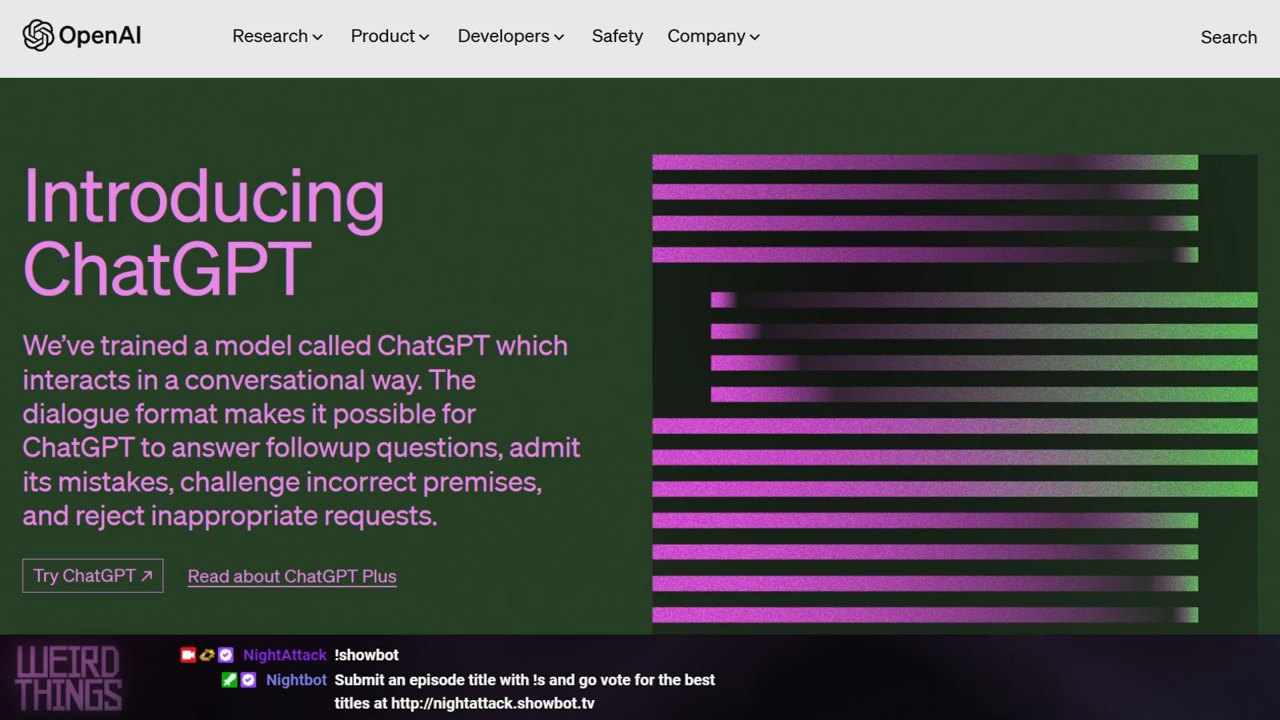 OpenAI
Research Product Developers Safety Company Search
Introducing
ChatGPT
We’ve trained a model called ChatGPT which
interacts in a conversational way. The
dialogue format makes it possible for
ChatGPT to answer followup questions, admit
its mistakes, challenge incorrect premises,
and reject inappropriate requests.
Try ChatGPT ↗ Read about ChatGPT Plus
WEIRD
THINGS
NightAttack !showbot
Nightbot Submit an episode title with !s and go vote for the best
titles at http://nightattack.showbot.tv